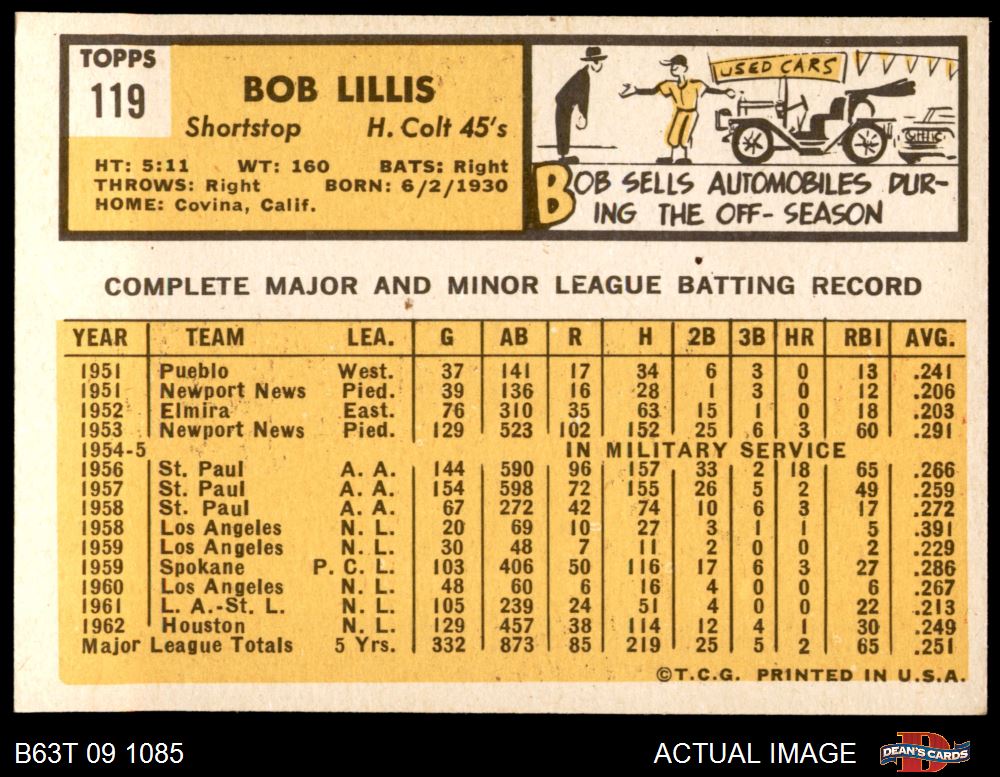 TOPPS
119
BOB LILLIS
Shortstop H. Colt 45's
HT: 5:11 WT: 160 BATS: Right
THROWS: Right BORN: 6/2/1930
HOME: Covina, Calif.
USED CARS
BOB SELLS AUTOMOBILES DUR-
ING THE OFF-SEASON
COMPLETE MAJOR AND MINOR LEAGUE BATTING RECORD
YEAR TEAM LEA. G AB R H 2B 3B HR RBI AVG.
1951 Pueblo West. 37 141 17 34 6 3 0 13 .241
1951 Newport News Pied. 39 136 16 28 1 3 0 12 .206
1952 Elmira East. 76 310 35 63 15 1 0 18 .203
1953 Newport News Pied. 129 523 102 152 25 6 3 60 .291
1954-5 IN MILITARY SERVICE
1956 St. Paul A. A. 144 590 96 157 33 2 18 65 .266
1957 St. Paul A. A. 154 598 72 155 26 5 2 49 .259
1958 St. Paul A. A. 67 272 42 74 10 6 3 17 .272
1958 Los Angeles N. L. 20 69 10 27 3 1 1 5 .391
1959 Los Angeles N. L. 30 48 7 11 2 0 0 2 .229
1959 Spokane P. C. L. 103 406 50 116 17 6 3 27 .286
1960 Los Angeles N. L. 48 60 6 16 4 0 0 6 .267
1961 L. A.-St. L. N. L. 105 239 24 51 4 0 0 22 .213
1962 Houston N. L. 129 457 38 114 12 4 1 30 .249
Major League Totals 5 Yrs. 332 873 85 219 25 5 2 65 .251
©T.C.G. PRINTED IN U.S.A.
B63T 09 1085 ACTUAL IMAGE DEAN'S CARDS